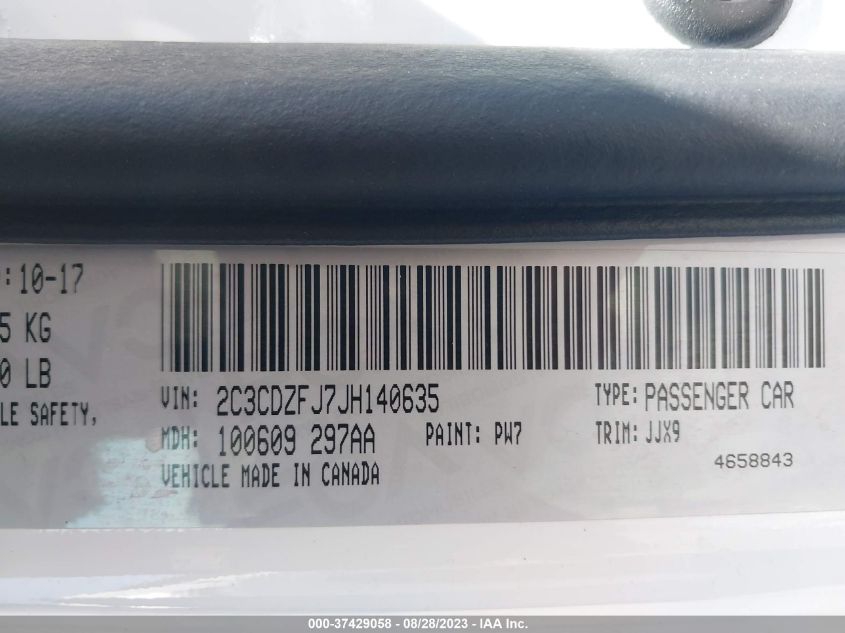 : 10-17
5 KG
0 LB
LE SAFETY,
VIN: 2C3CDZFJ7JH140635 TYPE: PASSENGER CAR
MDH: 100609 297AA PAINT: PW7 TRIM: JJX9
VEHICLE MADE IN CANADA 4658843
000-37429058 - 08/28/2023 - IAA Inc.